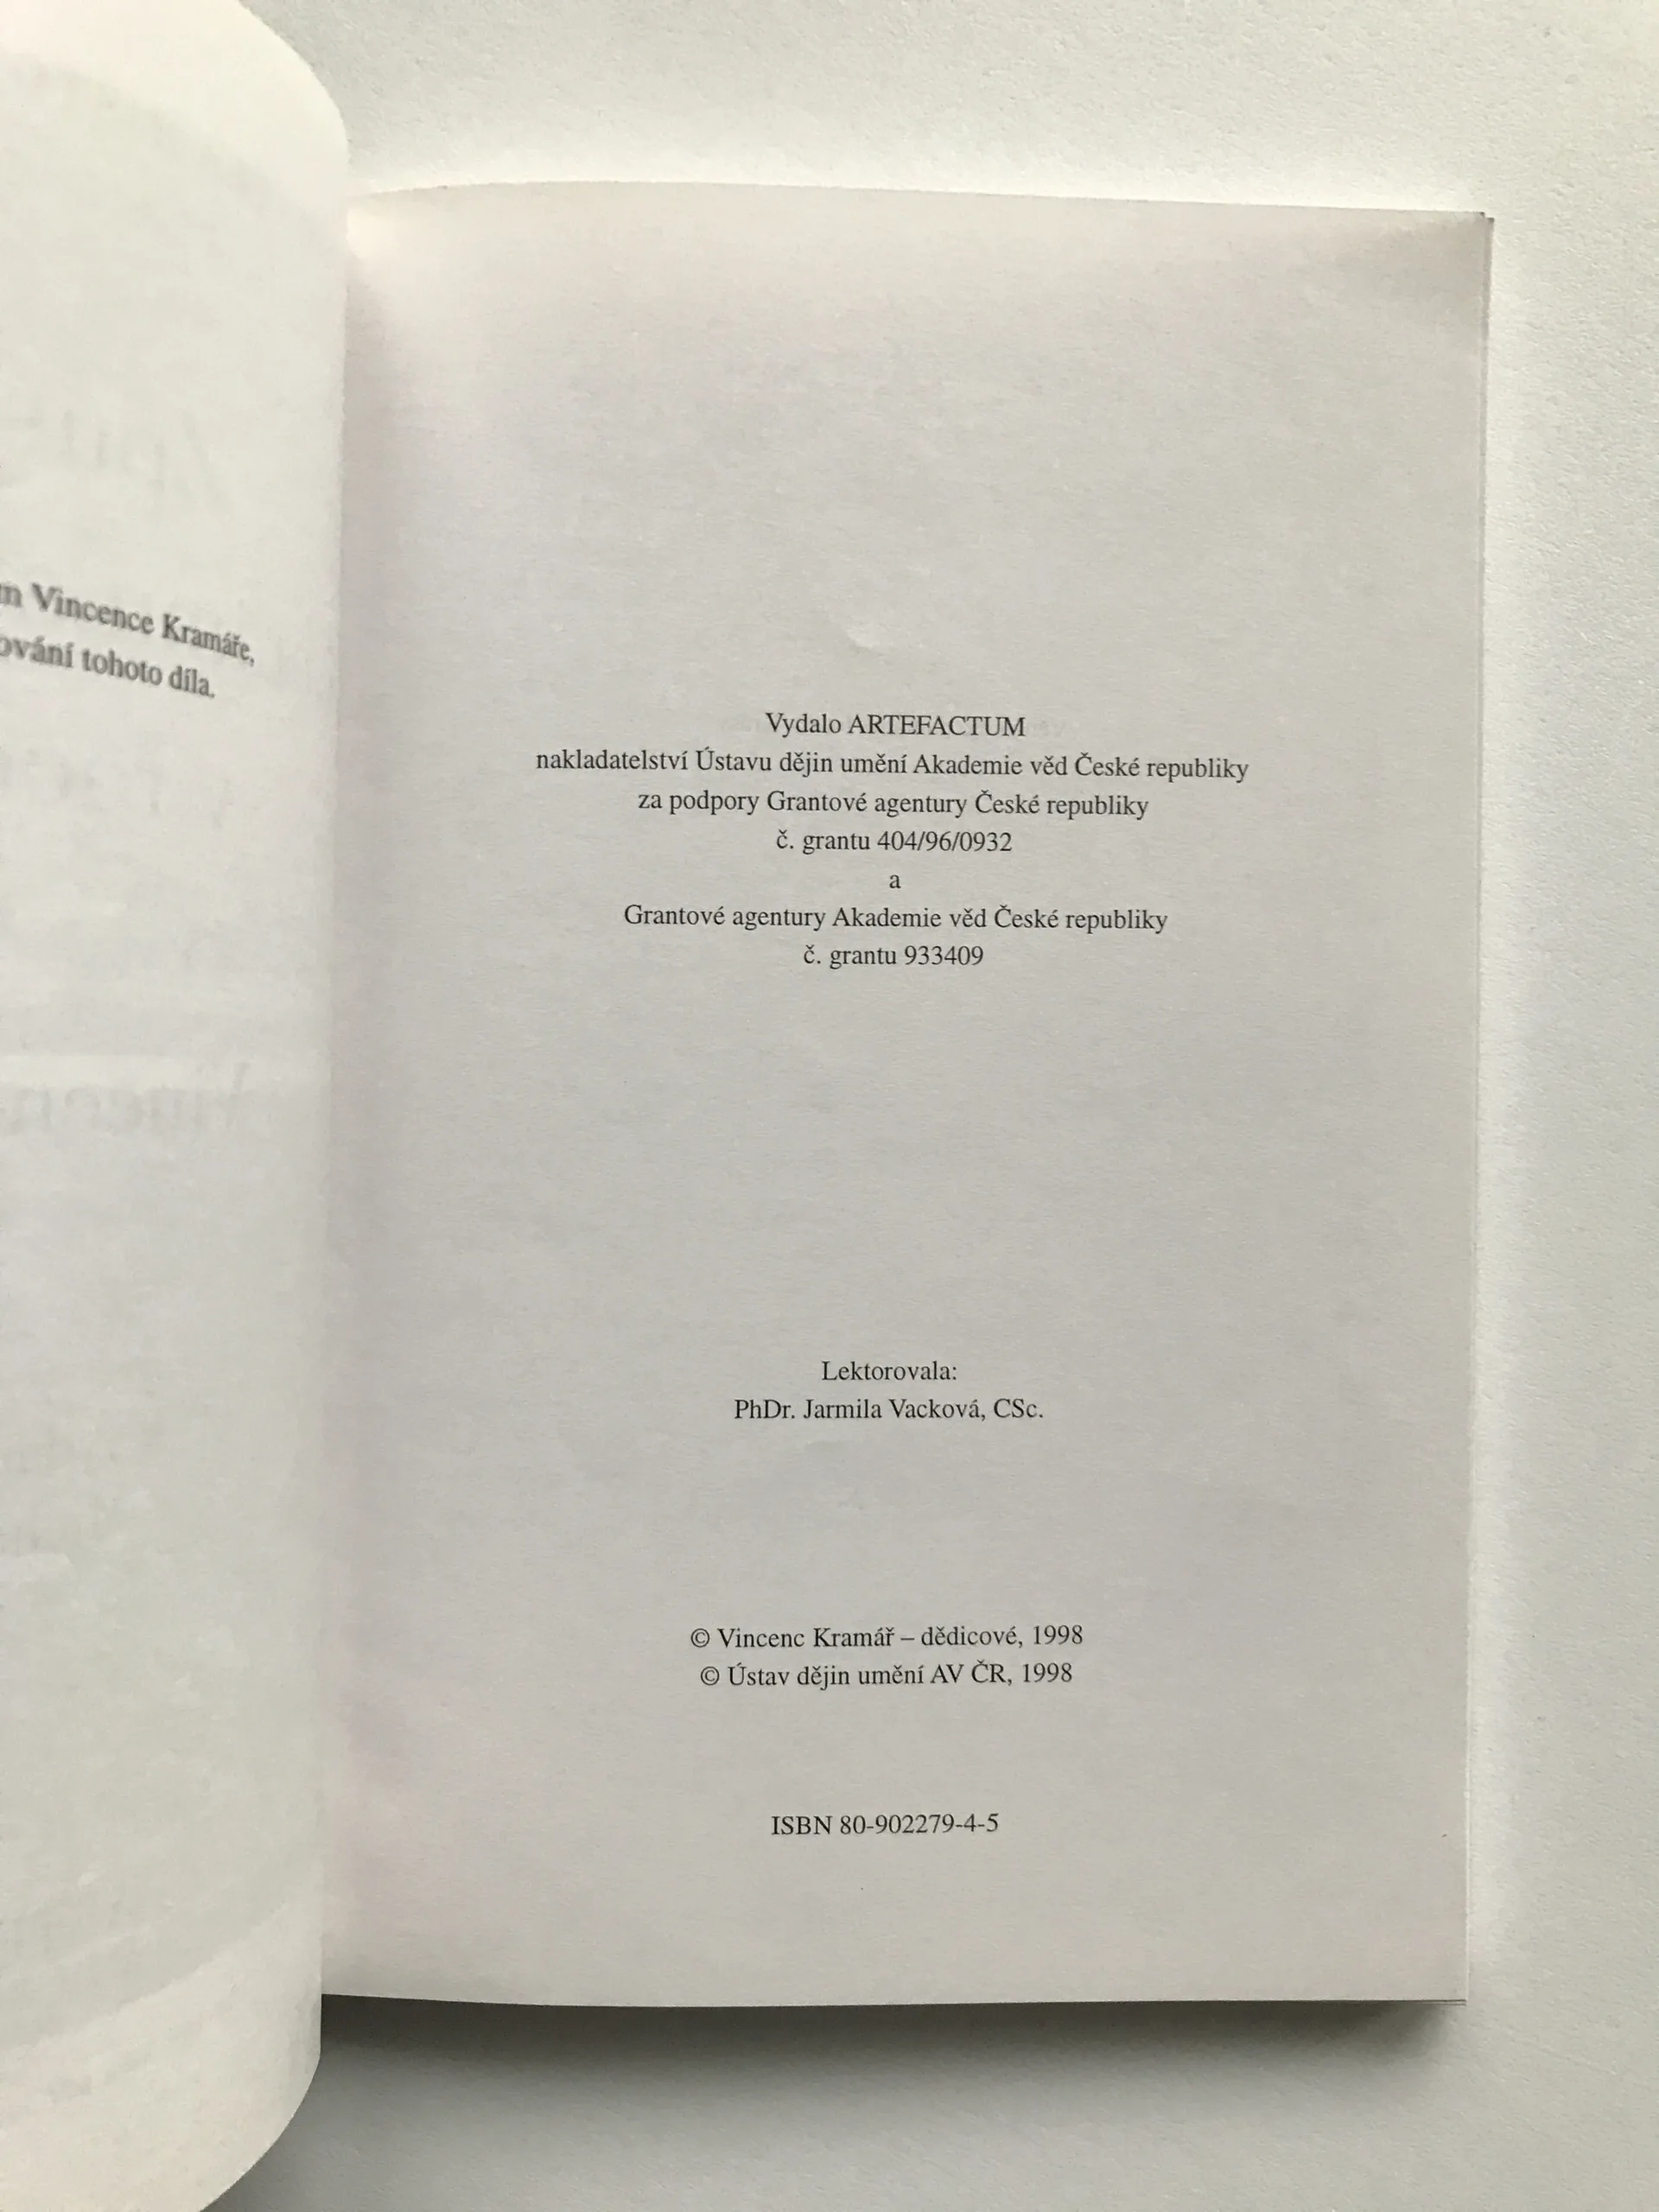 Vincence Kramáře,
tohoto díla.
Vydalo ARTEFACTUM
nakladatelství Ústavu dějin umění Akademie věd České republiky
za podpory Grantové agentury České republiky
č. grantu 404/96/0932
a
Grantové agentury Akademie věd České republiky
č. grantu 933409
Lektorovala:
PhDr. Jarmila Vacková, CSc.
© Vincenc Kramář – dědicové, 1998
© Ústav dějin umění AV ČR, 1998
ISBN 80-902279-4-5